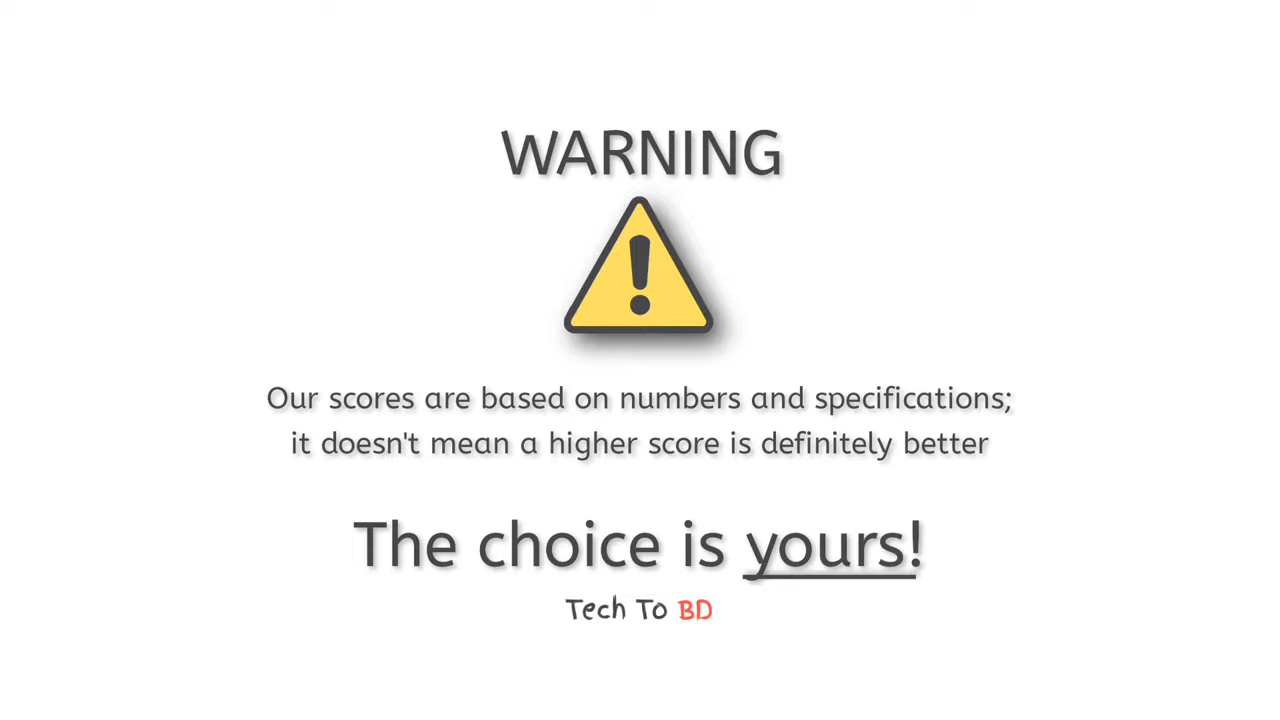 WARNING
Our scores are based on numbers and specifications;
it doesn't mean a higher score is definitely better
The choice is yours!
Tech To BD